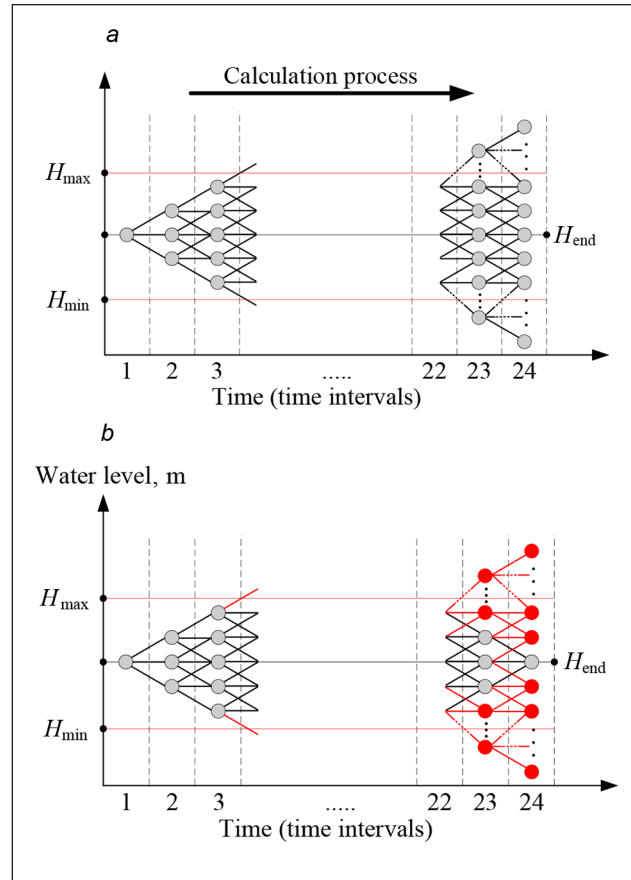 a
Calculation process
Hmax
Hend
Hmin
1 2 3 ..... 22 23 24
Time (time intervals)
b
Water level, m
Hmax
Hend
Hmin
1 2 3 ..... 22 23 24
Time (time intervals)